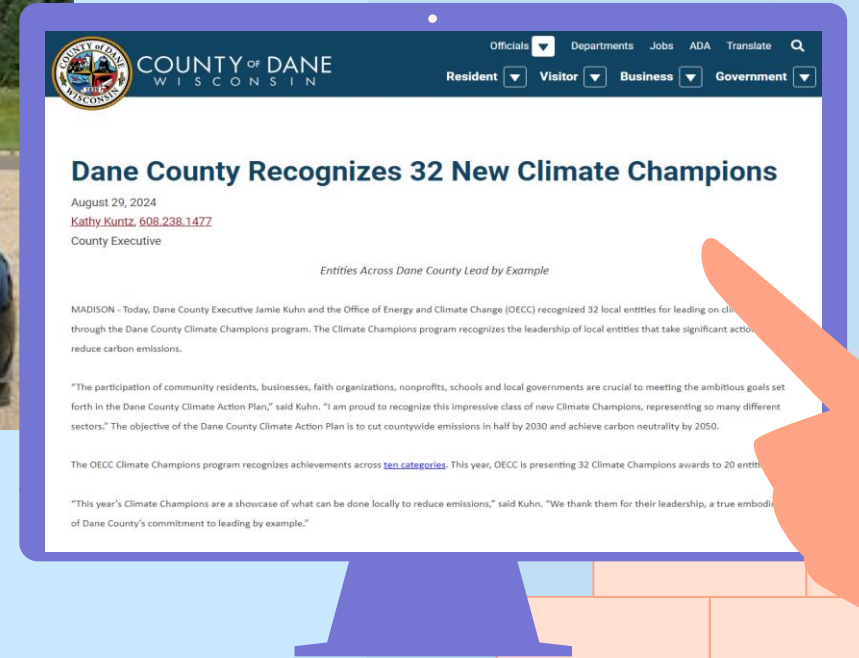 Officials Departments Jobs ADA Translate
COUNTY OF DANE
WISCONSIN
Resident Visitor Business Government
COUNTY OF DANE
WISCONSIN
1839
Dane County Recognizes 32 New Climate Champions
August 29, 2024
Kathy Kuntz, 608.238.1477
County Executive
Entities Across Dane County Lead by Example
MADISON - Today, Dane County Executive Jamie Kuhn and the Office of Energy and Climate Change (OECC) recognized 32 local entities for leading on
through the Dane County Climate Champions program. The Climate Champions program recognizes the leadership of local entities that take significant
reduce carbon emissions.
"The participation of community residents, businesses, faith organizations, nonprofits, schools and local governments are crucial to meeting the ambitious goals set
forth in the Dane County Climate Action Plan," said Kuhn. "I am proud to recognize this impressive class of new Climate Champions, representing so many different
sectors." The objective of the Dane County Climate Action Plan is to cut countywide emissions in half by 2030 and achieve carbon neutrality by 2050.
The OECC Climate Champions program recognizes achievements across ten categories. This year, OECC is presenting 32 Climate Champions awards to 20
"This year's Climate Champions are a showcase of what can be done locally to reduce emissions," said Kuhn. "We thank them for their leadership, a true
of Dane County's commitment to leading by example."